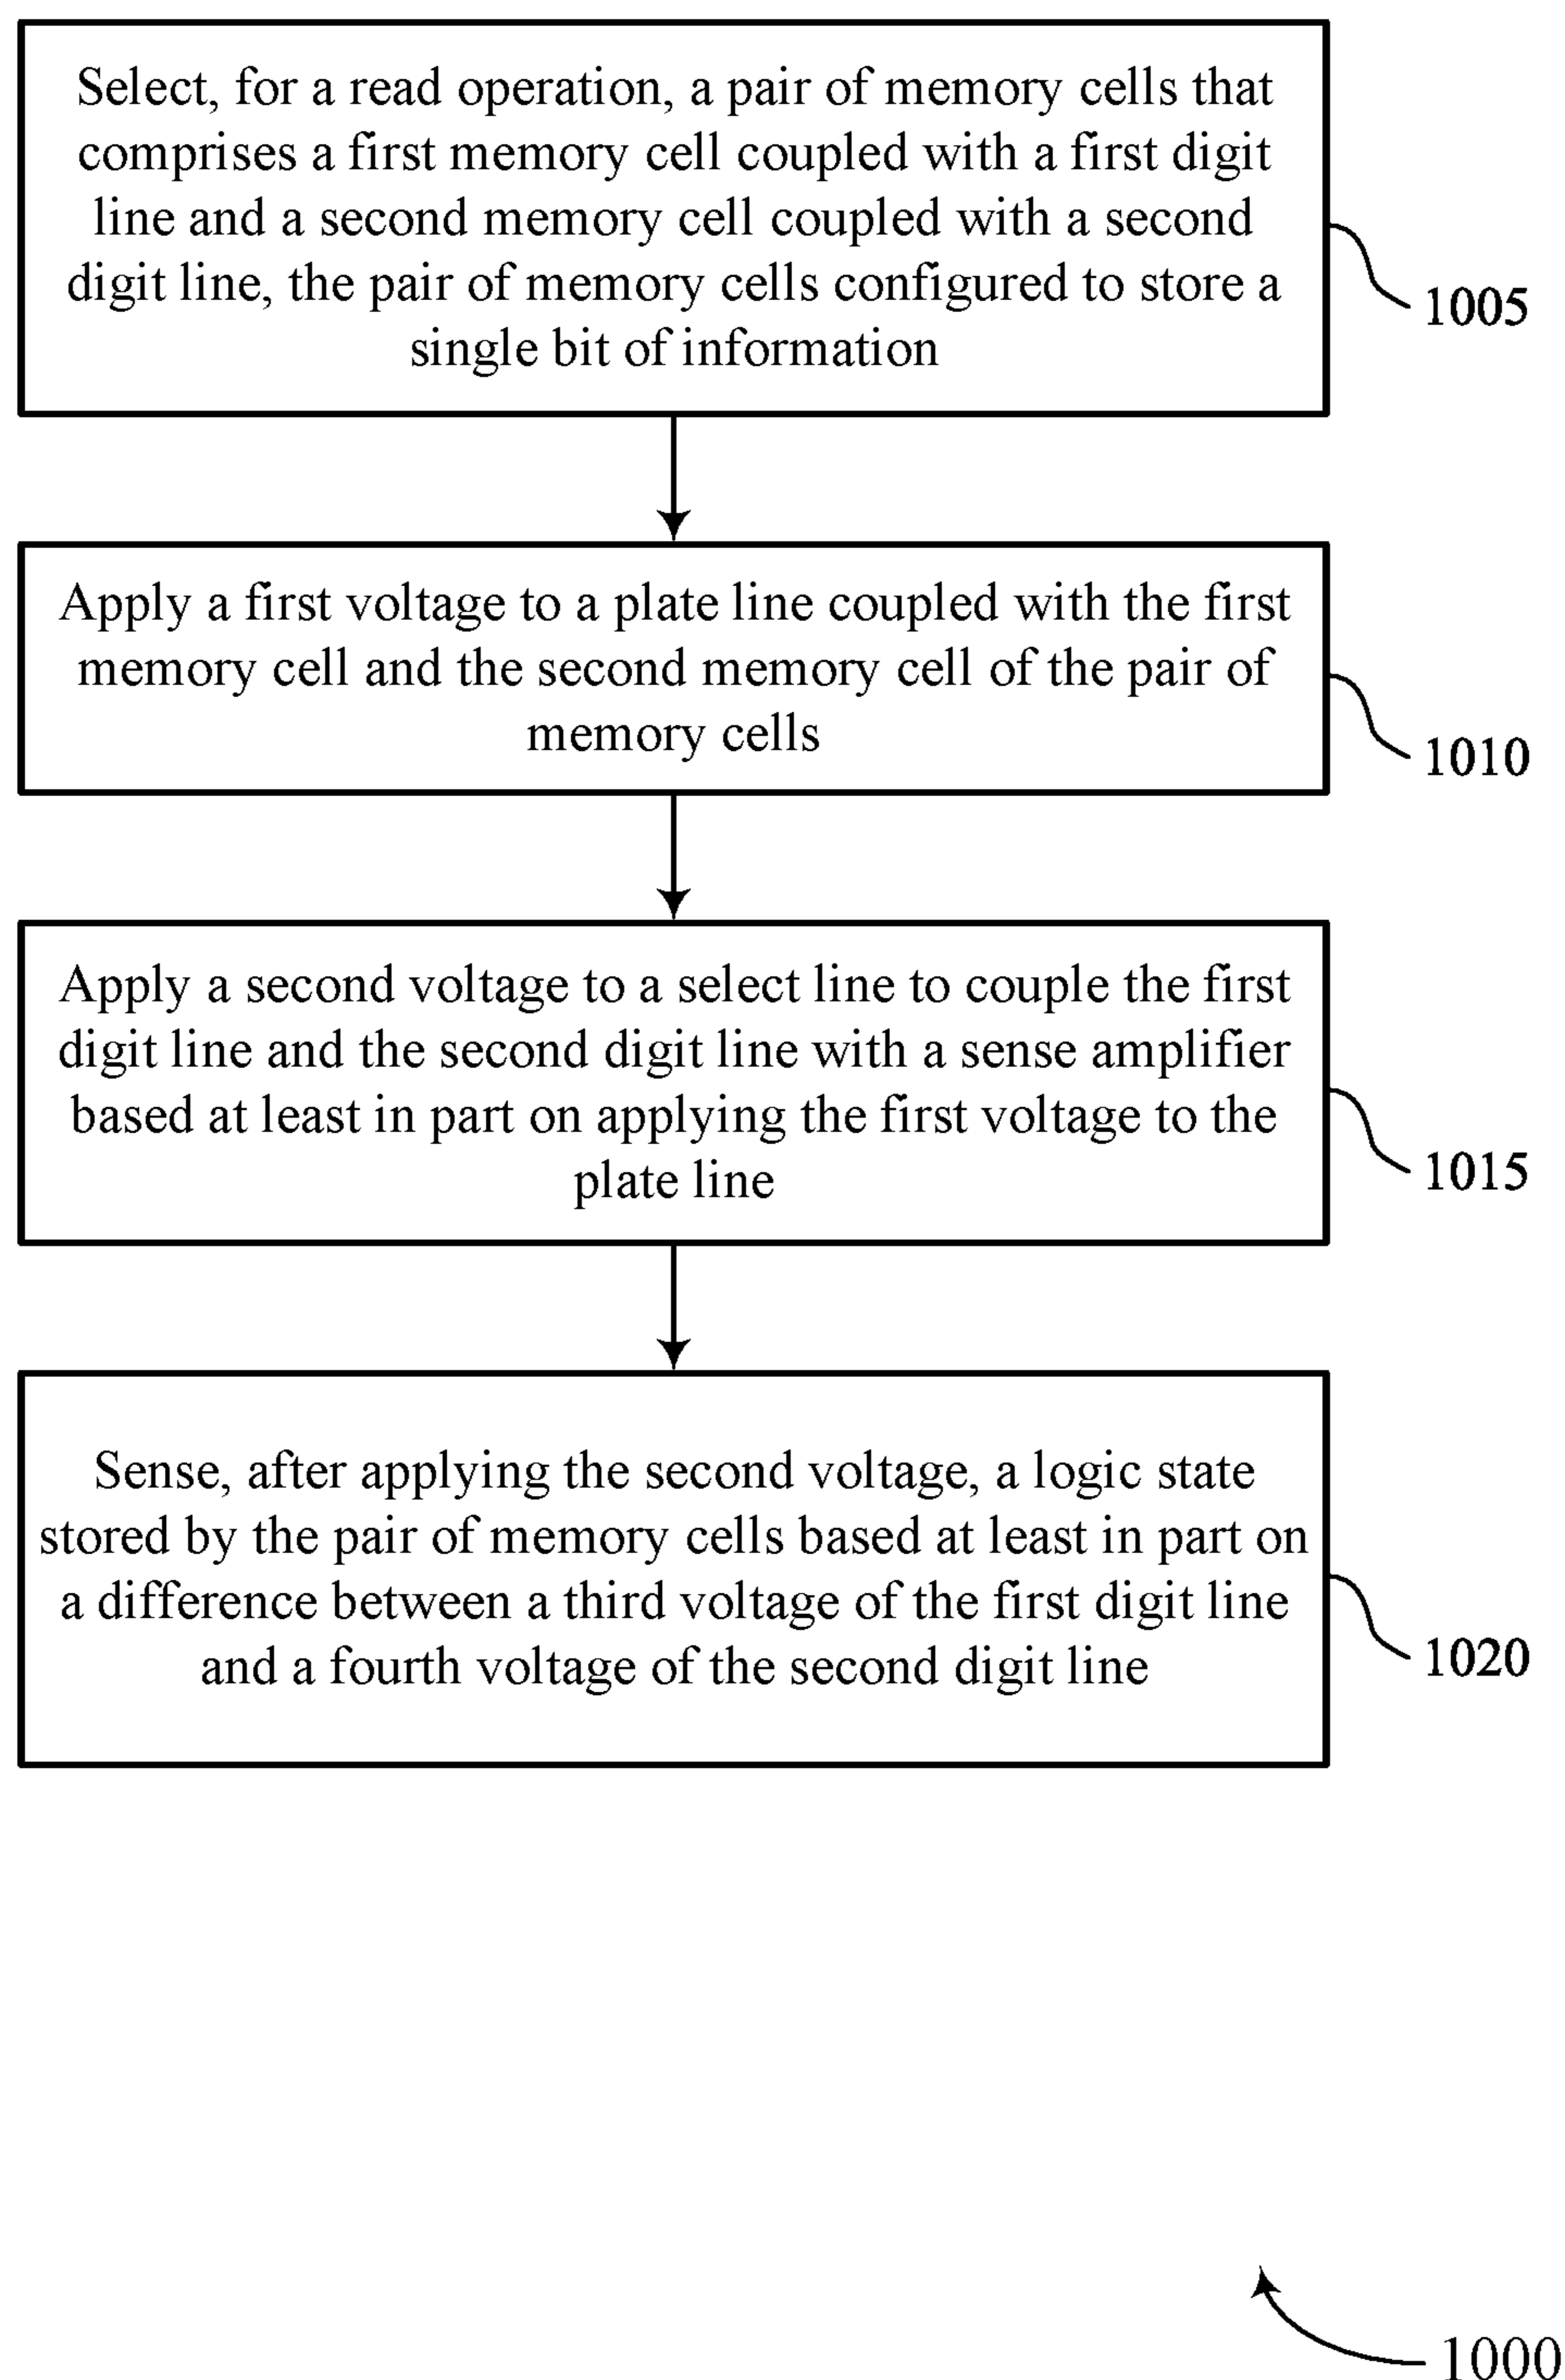 Select, for a read operation, a pair of memory cells that
comprises a first memory cell coupled with a first digit
line and a second memory cell coupled with a second
digit line, the pair of memory cells configured to store a
single bit of information
1005
Apply a first voltage to a plate line coupled with the first
memory cell and the second memory cell of the pair of
memory cells
1010
Apply a second voltage to a select line to couple the first
digit line and the second digit line with a sense amplifier
based at least in part on applying the first voltage to the
plate line
1015
Sense, after applying the second voltage, a logic state
stored by the pair of memory cells based at least in part on
a difference between a third voltage of the first digit line
and a fourth voltage of the second digit line
1020
1000